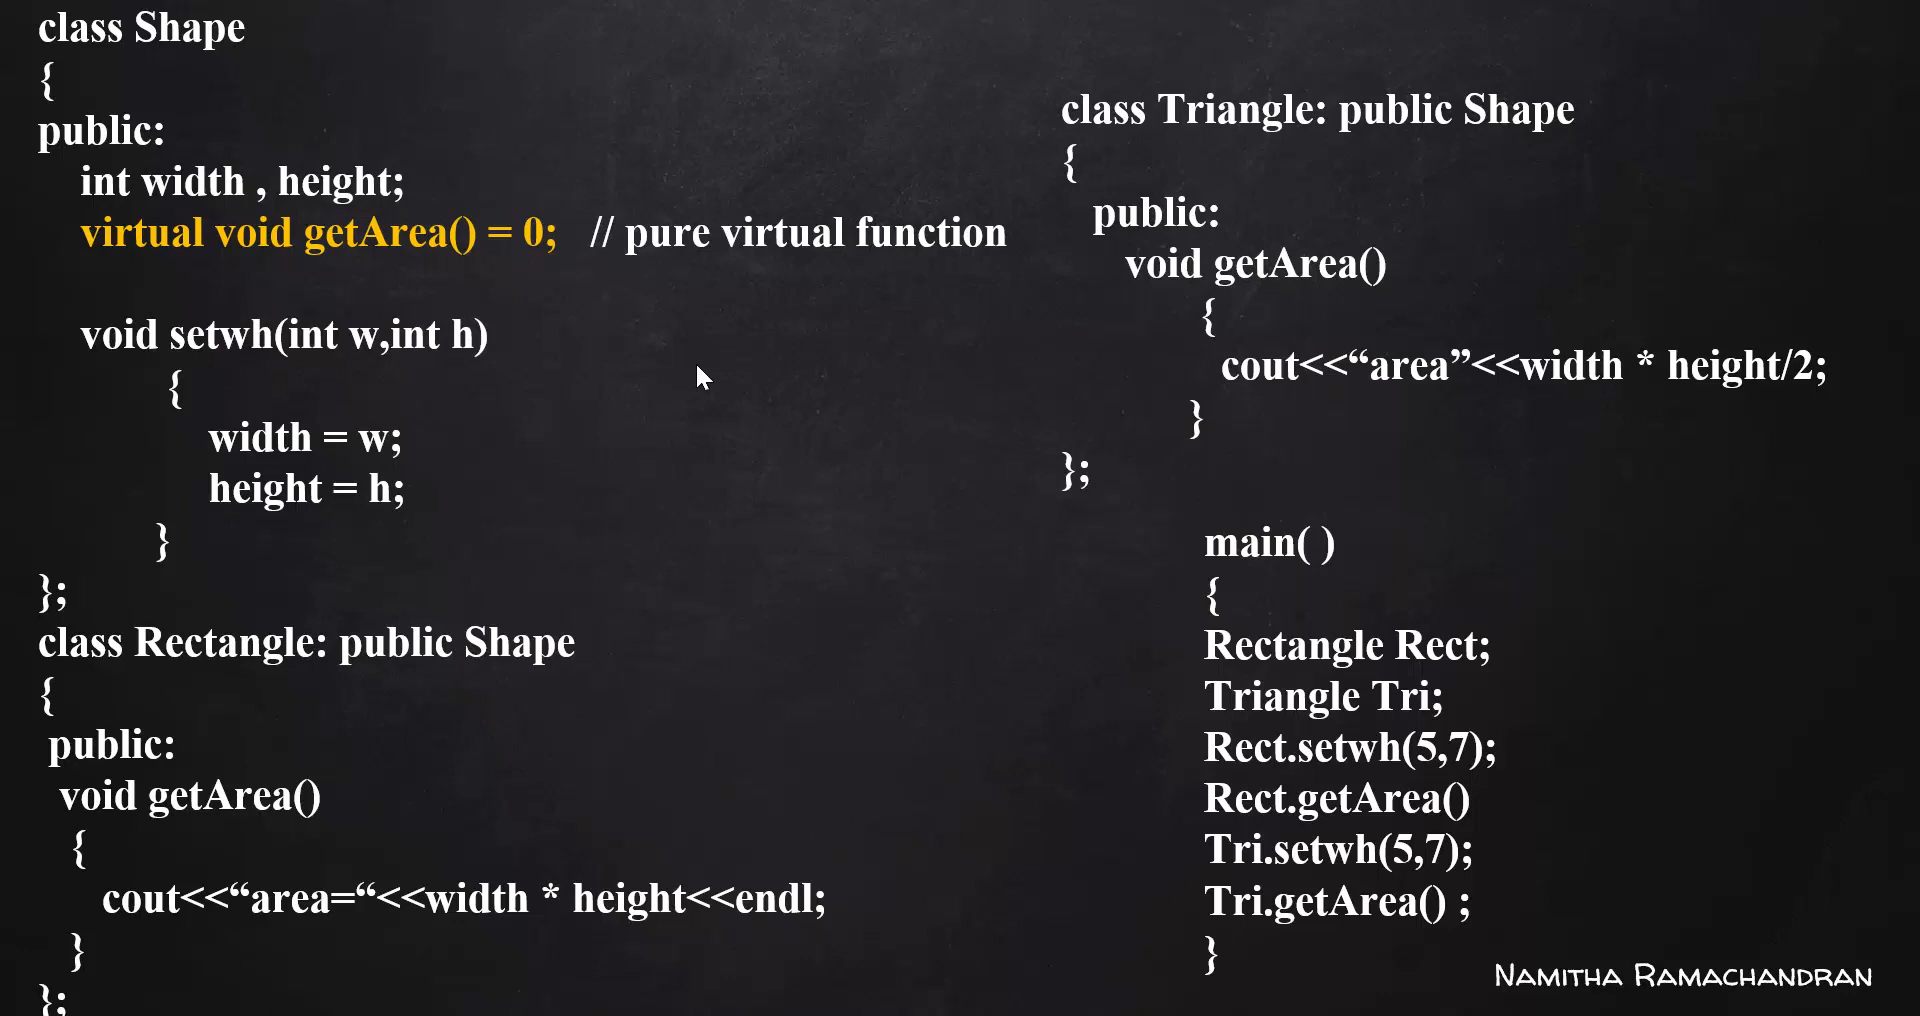 class Shape
{
public:
int width , height;
virtual void getArea() = 0; // pure virtual function
void setwh(int w,int h)
{
width = w;
height = h;
}
};
class Rectangle: public Shape
{
public:
void getArea()
{
cout<<“area=“<<width * height<<endl;
}
};
class Triangle: public Shape
{
public:
void getArea()
{
cout<<“area”<<width * height/2;
}
};
main( )
{
Rectangle Rect;
Triangle Tri;
Rect.setwh(5,7);
Rect.getArea()
Tri.setwh(5,7);
Tri.getArea() ;
}
Namitha Ramachandran